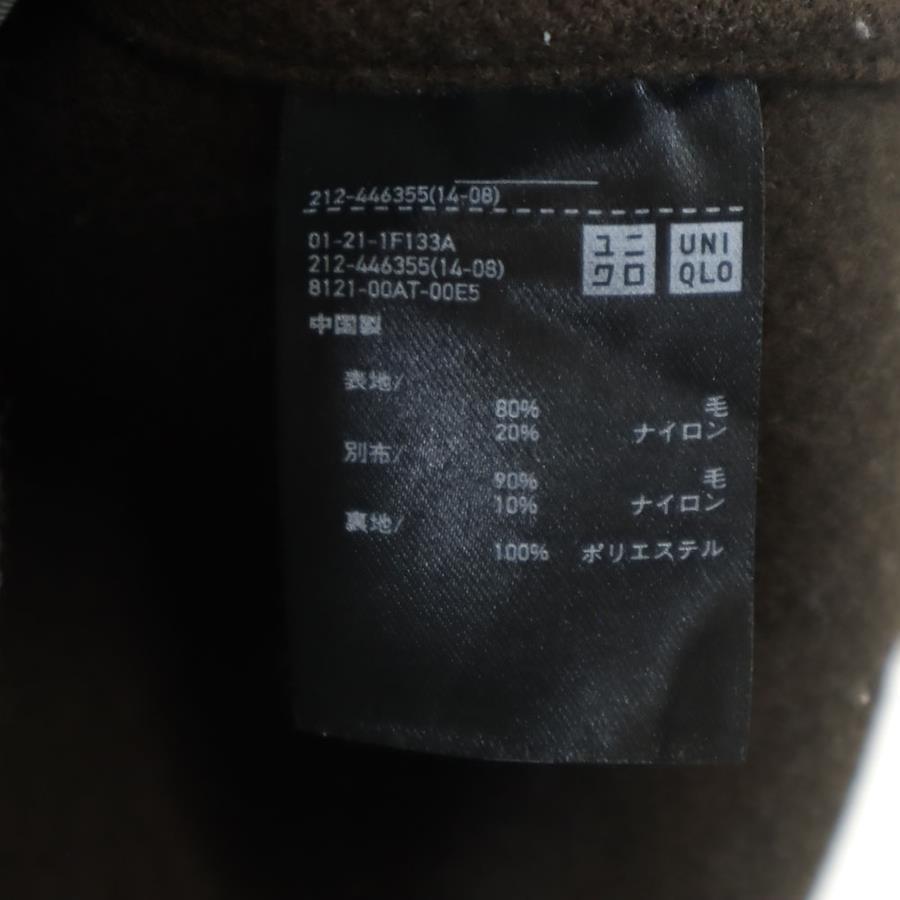 212-446355(14-08)
01-21-1F133A
212-446355(14-08)
8121-00AT-00E5
ユニ
クロ
UNI
QLO
中国製
表地/
80% 毛
20% ナイロン
別布/
90% 毛
10% ナイロン
裏地/
100% ポリエステル